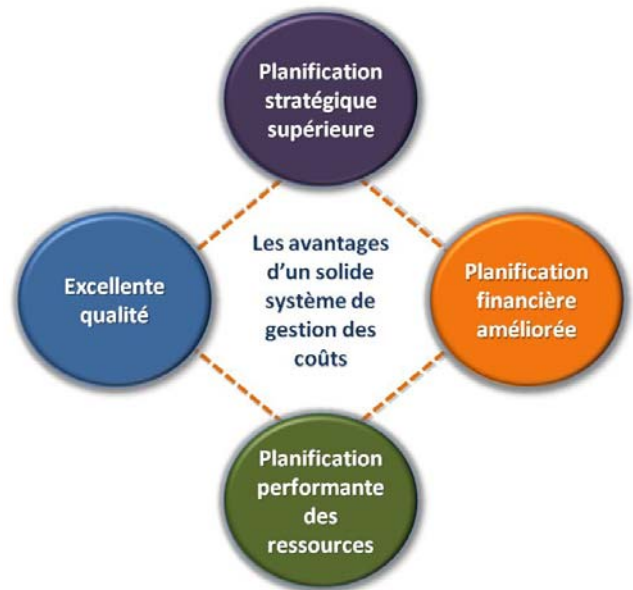 Planification
stratégique
supérieure
Excellente
qualité
Les avantages
d'un solide
système de
gestion des
coûts
Planification
financière
améliorée
Planification
performante
des
ressources